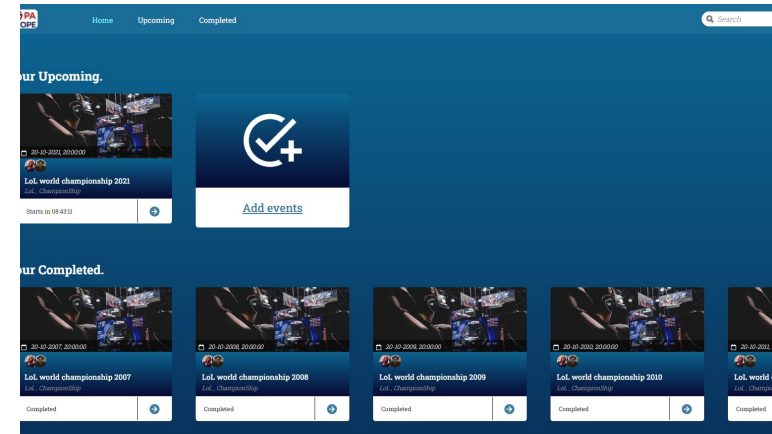 PA
OPE
Home Upcoming Completed
Search
our Upcoming.
20-10-2021, 20:00:00
LoL world championship 2021
LoL , ChampionShip
Starts in 08:43:11
Add events
our Completed.
20-10-2007, 20:00:00
LoL world championship 2007
LoL , ChampionShip
Completed
20-10-2008, 20:00:00
LoL world championship 2008
LoL , ChampionShip
Completed
20-10-2009, 20:00:00
LoL world championship 2009
LoL , ChampionShip
Completed
20-10-2010, 20:00:00
LoL world championship 2010
LoL , ChampionShip
Completed
20-10-2011,
LoL world
LoL , Champi
Completed